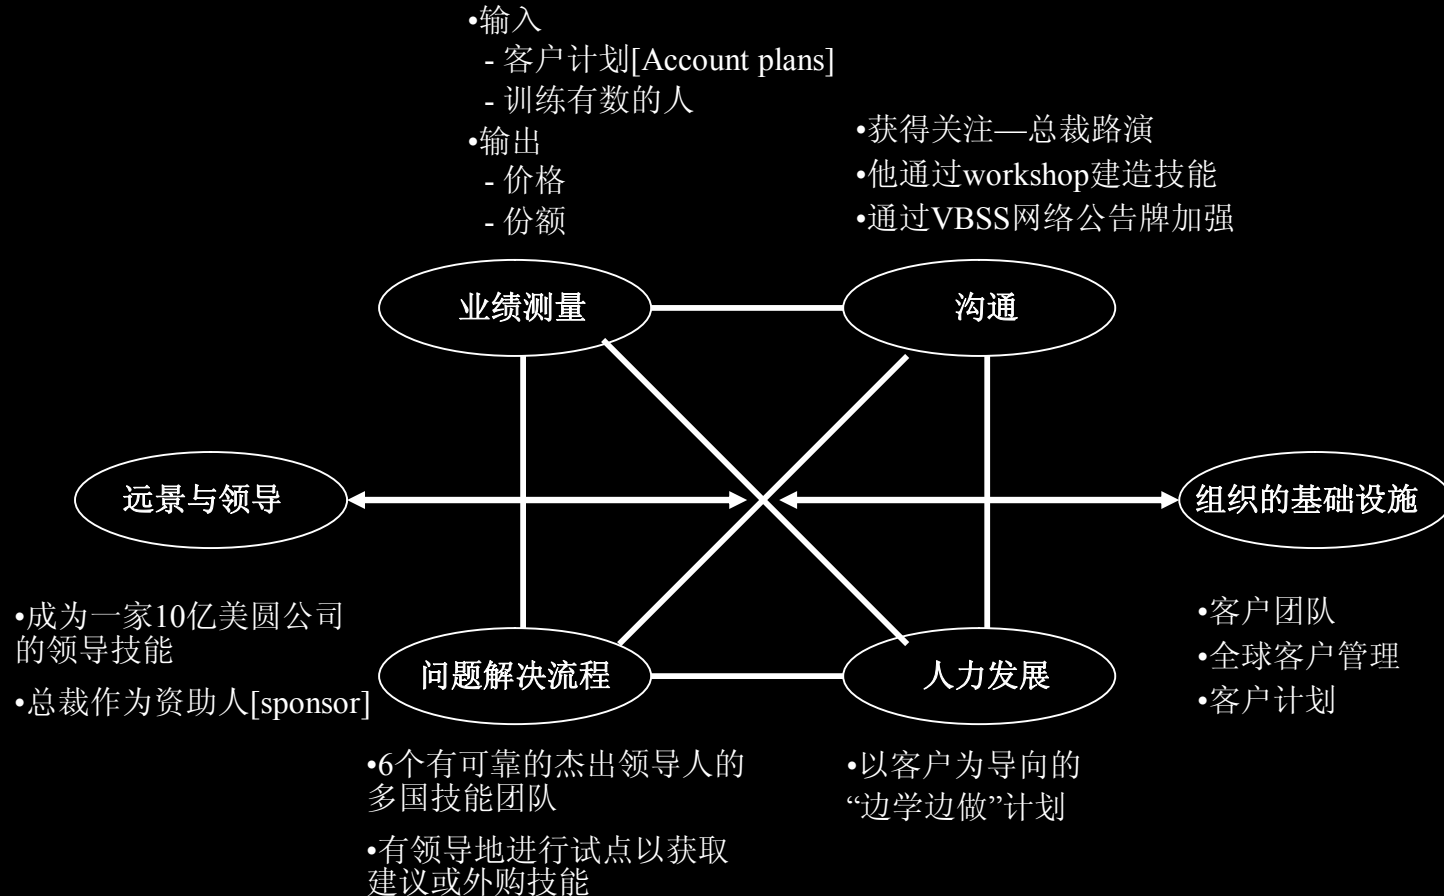 •输入
- 客户计划[Account plans]
- 训练有数的人
•输出
- 价格
- 份额
•获得关注—总裁路演
•他通过workshop建造技能
•通过VBSS网络公告牌加强
业绩测量
沟通
远景与领导
组织的基础设施
•成为一家10亿美圆公司
的领导技能
•总裁作为资助人[sponsor]
问题解决流程
人力发展
•客户团队
•全球客户管理
•客户计划
•6个有可靠的杰出领导人的
多国技能团队
•有领导地进行试点以获取
建议或外购技能
•以客户为导向的
“边学边做”计划